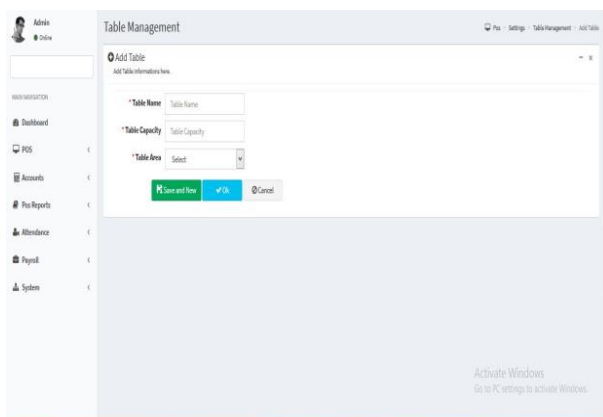 Admin
Online
MAIN NAVIGATION
Dashboard
POS
Accounts
Pos Reports
Attendance
Payroll
System
Table Management
Pos - Settings - Table Management - Add Table
Add Table
Add Table informations here.
* Table Name Table Name
* Table Capacity Table Capacity
* Table Area Select
Save and New Ok Cancel
Activate Windows
Go to PC settings to activate Windows.